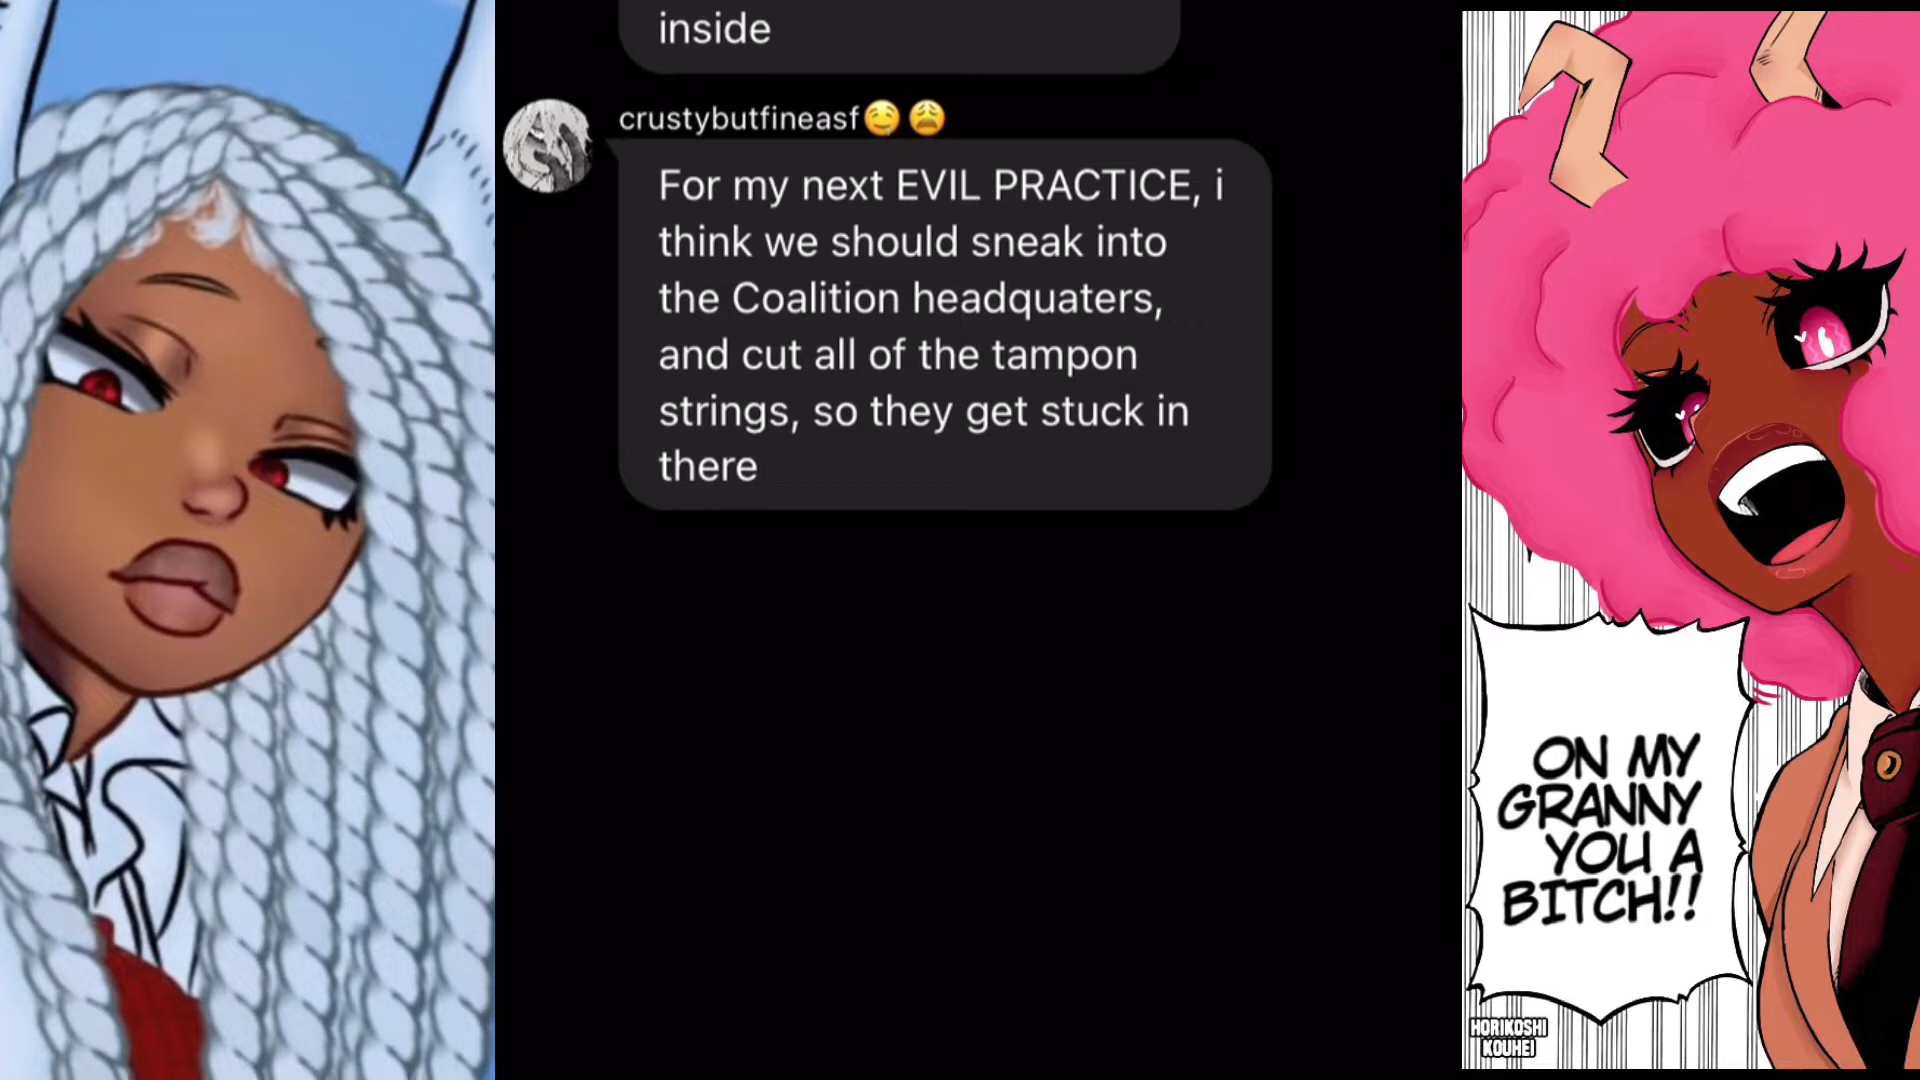 inside
crustybutfineasf🤤😩
For my next EVIL PRACTICE, i
think we should sneak into
the Coalition headquaters,
and cut all of the tampon
strings, so they get stuck in
there
ON MY
GRANNY
YOU A
BITCH!!
HORIKOSHI
KOUHEI